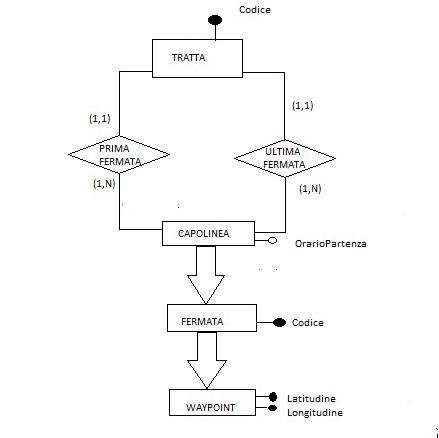 Codice
TRATTA
(1,1)
(1,1)
PRIMA
FERMATA
ULTIMA
FERMATA
(1,N)
(1,N)
CAPOLINEA
OrarioPartenza
FERMATA
Codice
WAYPOINT
Latitudine
Longitudine